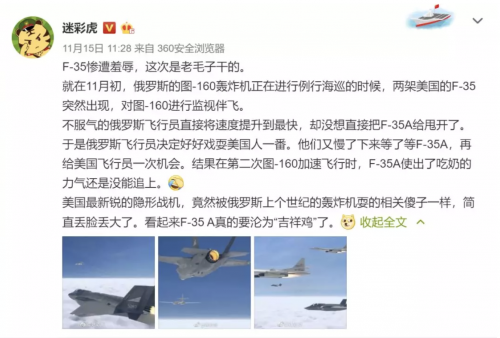 迷彩虎
11月15日 11:28 来自 360安全浏览器
F-35惨遭羞辱，这次是老毛子干的。
就在11月初，俄罗斯的图-160轰炸机正在进行例行海巡的时候，两架美国的F-35
突然出现，对图-160进行监视伴飞。
不服气的俄罗斯飞行员直接将速度提升到最快，却没想直接把F-35A给甩开了。
于是俄罗斯飞行员决定好好戏耍美国人一番。他们又慢了下来等了等F-35A，再
给美国飞行员一次机会。结果在第二次图-160加速飞行时，F-35A使出了吃奶的
力气还是没能追上。
美国最新锐的隐形战机，竟然被俄罗斯上个世纪的轰炸机耍的相关傻子一样，简
直丢脸丢大了。看起来F-35 A真的要沦为“吉祥鸡”了。 收起全文